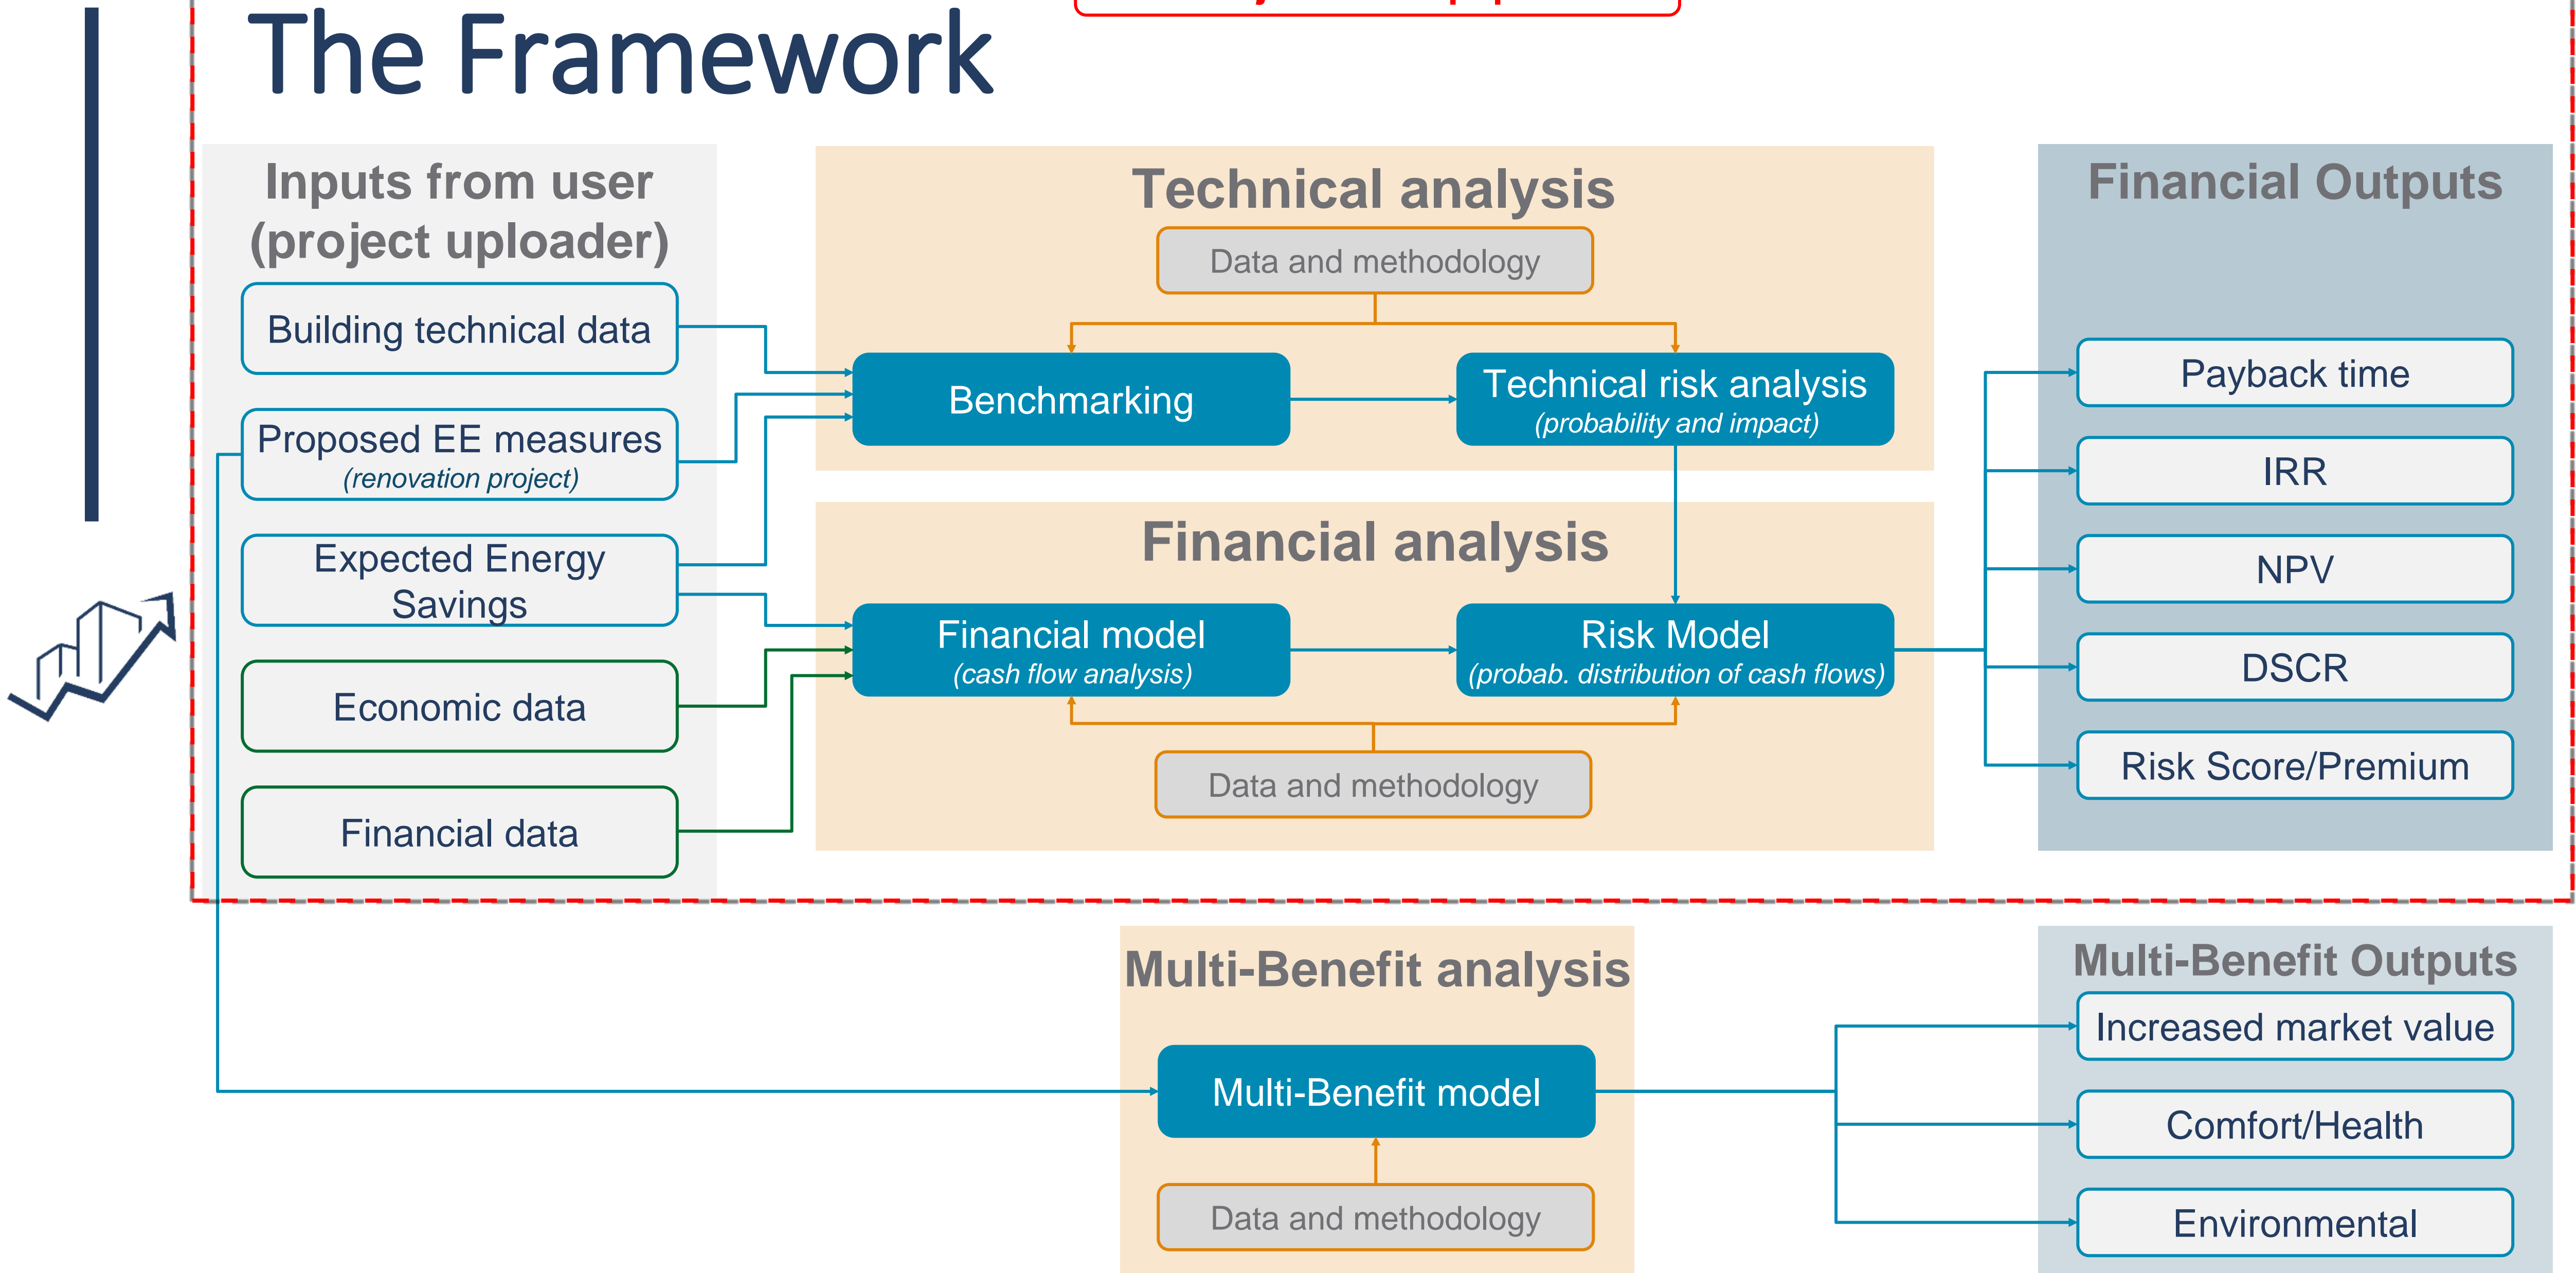 The Framework
Inputs from user
(project uploader)
Building technical data
Proposed EE measures
(renovation project)
Expected Energy
Savings
Economic data
Financial data
Technical analysis
Data and methodology
Benchmarking
Technical risk analysis
(probability and impact)
Financial analysis
Financial model
(cash flow analysis)
Risk Model
(probab. distribution of cash flows)
Data and methodology
Financial Outputs
Payback time
IRR
NPV
DSCR
Risk Score/Premium
Multi-Benefit analysis
Multi-Benefit model
Data and methodology
Multi-Benefit Outputs
Increased market value
Comfort/Health
Environmental